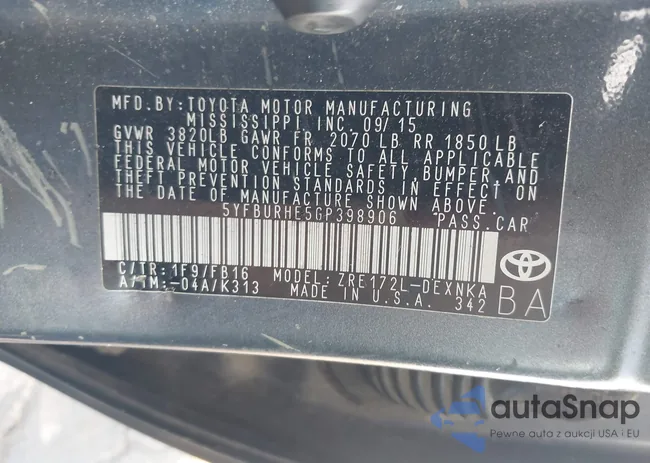 MFD. BY: TOYOTA MOTOR MANUFACTURING
MISSISSIPPI INC. 09/15
GVWR 3820LB GAWR FR 2070 LB RR 1850 LB
THIS VEHICLE CONFORMS TO ALL APPLICABLE
FEDERAL MOTOR VEHICLE SAFETY, BUMPER AND
THEFT PREVENTION STANDARDS IN EFFECT ON
THE DATE OF MANUFACTURE SHOWN ABOVE.
5YFBURHE5GP398906 PASS.CAR
C/TR: 1F9/FB16 MODEL: ZRE172L-DEXNKA
A/TM:-04A/K313 MADE IN U.S.A. 342
BA
autaSnap
Pewne auta z aukcji USA i EU